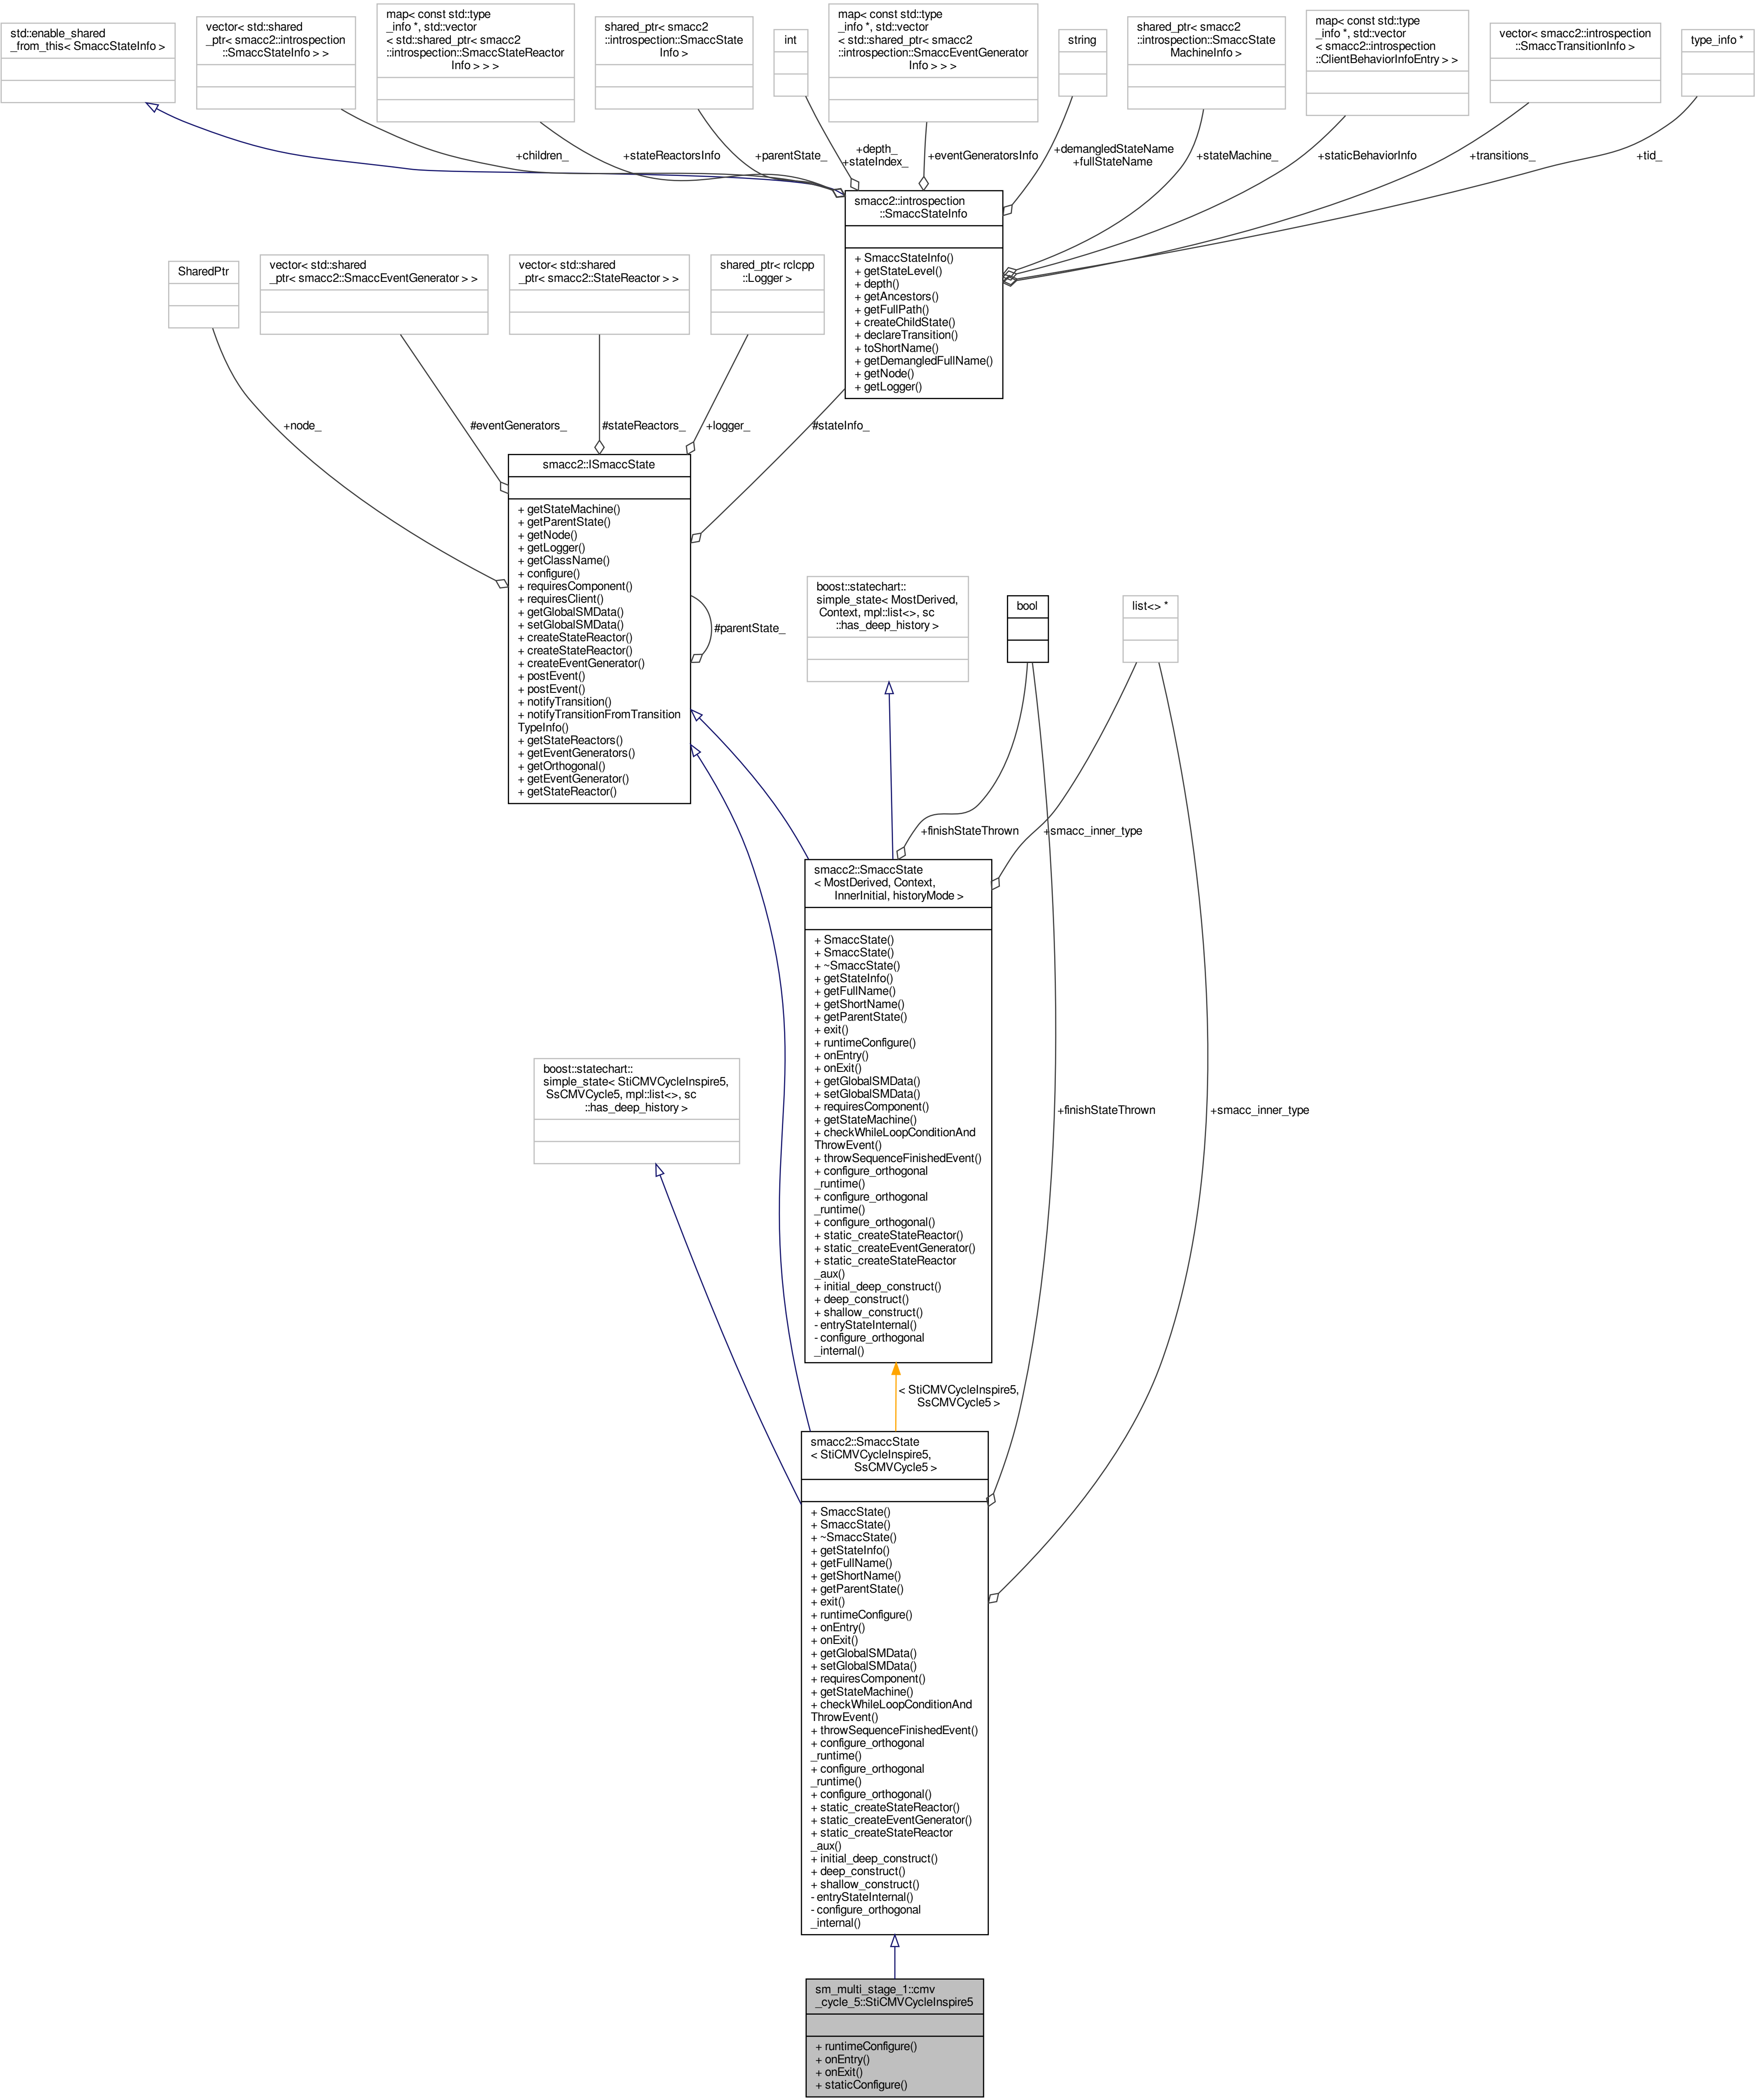 std::enable_shared
_from_this< SmaccStateInfo >
vector< std::shared
_ptr< smacc2::introspection
::SmaccStateInfo > >
map< const std::type
_info *, std::vector
< std::shared_ptr< smacc2
::introspection::SmaccStateReactor
Info > > >
shared_ptr< smacc2
::introspection::SmaccState
Info >
int
map< const std::type
_info *, std::vector
< std::shared_ptr< smacc2
::introspection::SmaccEventGenerator
Info > > >
string
shared_ptr< smacc2
::introspection::SmaccState
MachineInfo >
map< const std::type
_info *, std::vector
< smacc2::introspection
::ClientBehaviorInfoEntry > >
vector< smacc2::introspection
::SmaccTransitionInfo >
type_info *
+children_
+stateReactorsInfo
+parentState_
+depth_
+stateIndex_
+eventGeneratorsInfo
+demangledStateName
+fullStateName
+stateMachine_
+staticBehaviorInfo
+transitions_
+tid_
smacc2::introspection
::SmaccStateInfo
+ SmaccStateInfo()
+ getStateLevel()
+ depth()
+ getAncestors()
+ getFullPath()
+ createChildState()
+ declareTransition()
+ toShortName()
+ getDemangledFullName()
+ getNode()
+ getLogger()
SharedPtr
vector< std::shared
_ptr< smacc2::SmaccEventGenerator > >
vector< std::shared
_ptr< smacc2::StateReactor > >
shared_ptr< rclcpp
::Logger >
+node_
#eventGenerators_
#stateReactors_
+logger_
#stateInfo_
smacc2::ISmaccState
+ getStateMachine()
+ getParentState()
+ getNode()
+ getLogger()
+ getClassName()
+ configure()
+ requiresComponent()
+ requiresClient()
+ getGlobalSMData()
+ setGlobalSMData()
+ createStateReactor()
+ createStateReactor()
+ createEventGenerator()
+ postEvent()
+ postEvent()
+ notifyTransition()
+ notifyTransitionFromTransition
TypeInfo()
+ getStateReactors()
+ getEventGenerators()
+ getOrthogonal()
+ getEventGenerator()
+ getStateReactor()
#parentState_
boost::statechart::
simple_state< MostDerived,
Context, mpl::list<>, sc
::has_deep_history >
bool
list<> *
+finishStateThrown
+smacc_inner_type
smacc2::SmaccState
< MostDerived, Context,
InnerInitial, historyMode >
+ SmaccState()
+ SmaccState()
+ ~SmaccState()
+ getStateInfo()
+ getFullName()
+ getShortName()
+ getParentState()
+ exit()
+ runtimeConfigure()
+ onEntry()
+ onExit()
+ getGlobalSMData()
+ setGlobalSMData()
+ requiresComponent()
+ getStateMachine()
+ checkWhileLoopConditionAnd
ThrowEvent()
+ throwSequenceFinishedEvent()
+ configure_orthogonal
_runtime()
+ configure_orthogonal
_runtime()
+ configure_orthogonal()
+ static_createStateReactor()
+ static_createEventGenerator()
+ static_createStateReactor
_aux()
+ initial_deep_construct()
+ deep_construct()
+ shallow_construct()
- entryStateInternal()
- configure_orthogonal
_internal()
boost::statechart::
simple_state< StiCMVCycleInspire5,
SsCMVCycle5, mpl::list<>, sc
::has_deep_history >
+finishStateThrown
+smacc_inner_type
< StiCMVCycleInspire5,
SsCMVCycle5 >
smacc2::SmaccState
< StiCMVCycleInspire5,
SsCMVCycle5 >
+ SmaccState()
+ SmaccState()
+ ~SmaccState()
+ getStateInfo()
+ getFullName()
+ getShortName()
+ getParentState()
+ exit()
+ runtimeConfigure()
+ onEntry()
+ onExit()
+ getGlobalSMData()
+ setGlobalSMData()
+ requiresComponent()
+ getStateMachine()
+ checkWhileLoopConditionAnd
ThrowEvent()
+ throwSequenceFinishedEvent()
+ configure_orthogonal
_runtime()
+ configure_orthogonal
_runtime()
+ configure_orthogonal()
+ static_createStateReactor()
+ static_createEventGenerator()
+ static_createStateReactor
_aux()
+ initial_deep_construct()
+ deep_construct()
+ shallow_construct()
- entryStateInternal()
- configure_orthogonal
_internal()
sm_multi_stage_1::cmv
_cycle_5::StiCMVCycleInspire5
+ runtimeConfigure()
+ onEntry()
+ onExit()
+ staticConfigure()